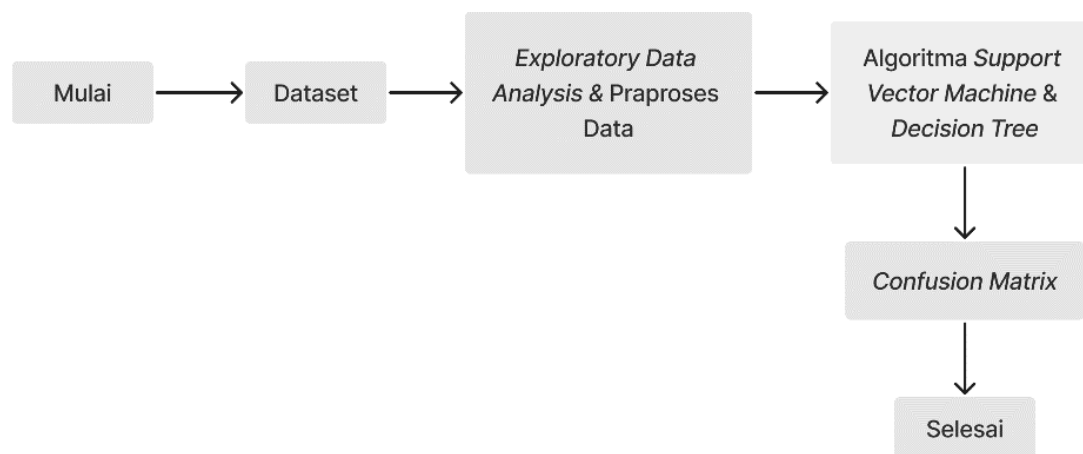 Mulai
Dataset
Exploratory Data
Analysis & Praproses
Data
Algoritma Support
Vector Machine &
Decision Tree
Confusion Matrix
Selesai